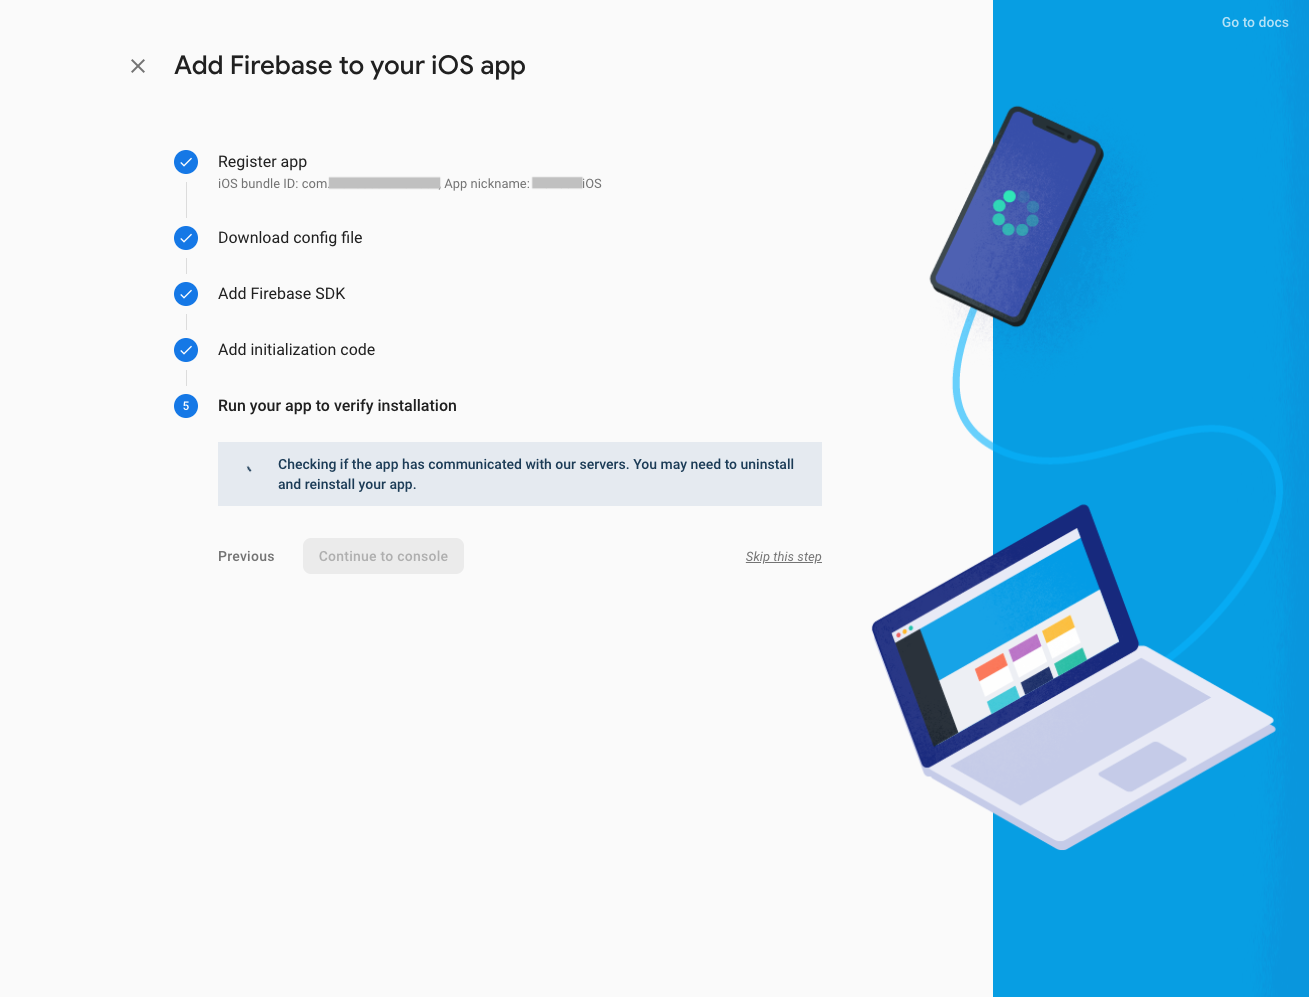 Go to docs
Add Firebase to your iOS app
Register app
iOS bundle ID: com. , App nickname: iOS
Download config file
Add Firebase SDK
Add initialization code
5 Run your app to verify installation
Checking if the app has communicated with our servers. You may need to uninstall
and reinstall your app.
Previous Continue to console Skip this step